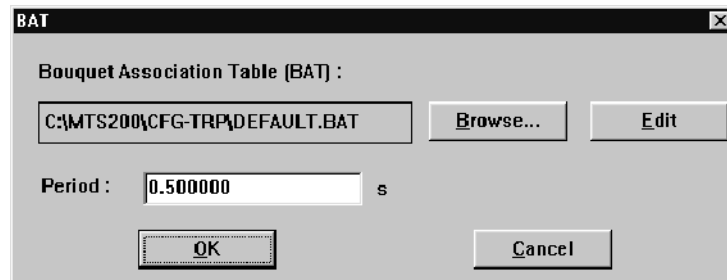 BAT
Bouquet Association Table (BAT) :
C:\MTS200\CFG-TRP\DEFAULT.BAT Browse... Edit
Period : 0.500000 s
OK Cancel